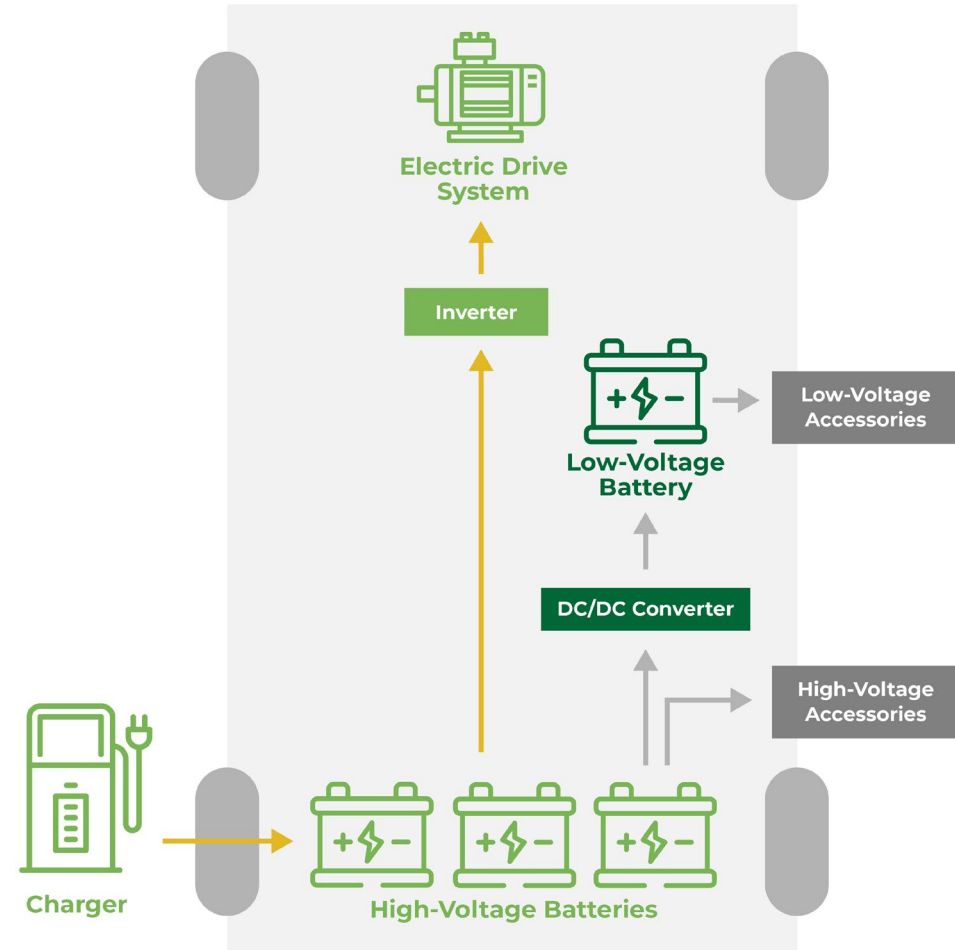 Electric Drive
System
Inverter
Low-Voltage
Accessories
Low-Voltage
Battery
DC/DC Converter
High-Voltage
Accessories
Charger
High-Voltage Batteries